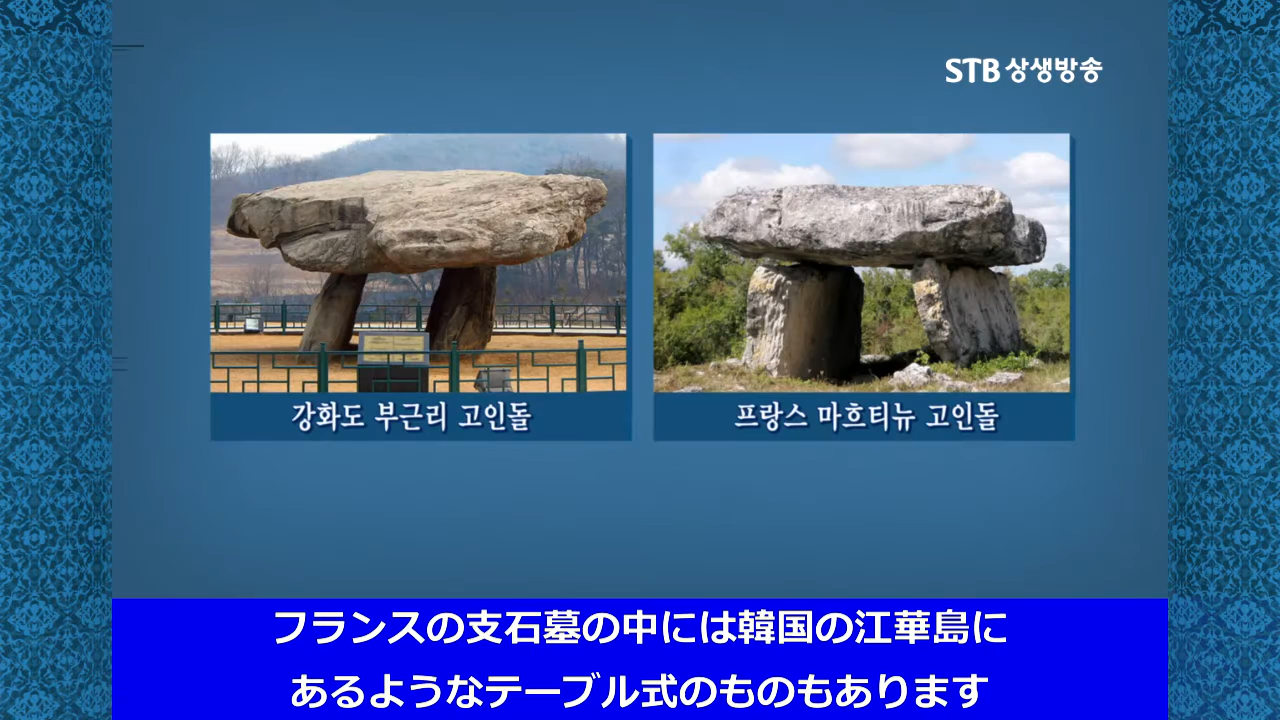 STB 상생방송
강화도 부근리 고인돌
프랑스 마흐티뉴 고인돌
フランスの支石墓の中には韓国の江華島に
あるようなテーブル式のものもあります